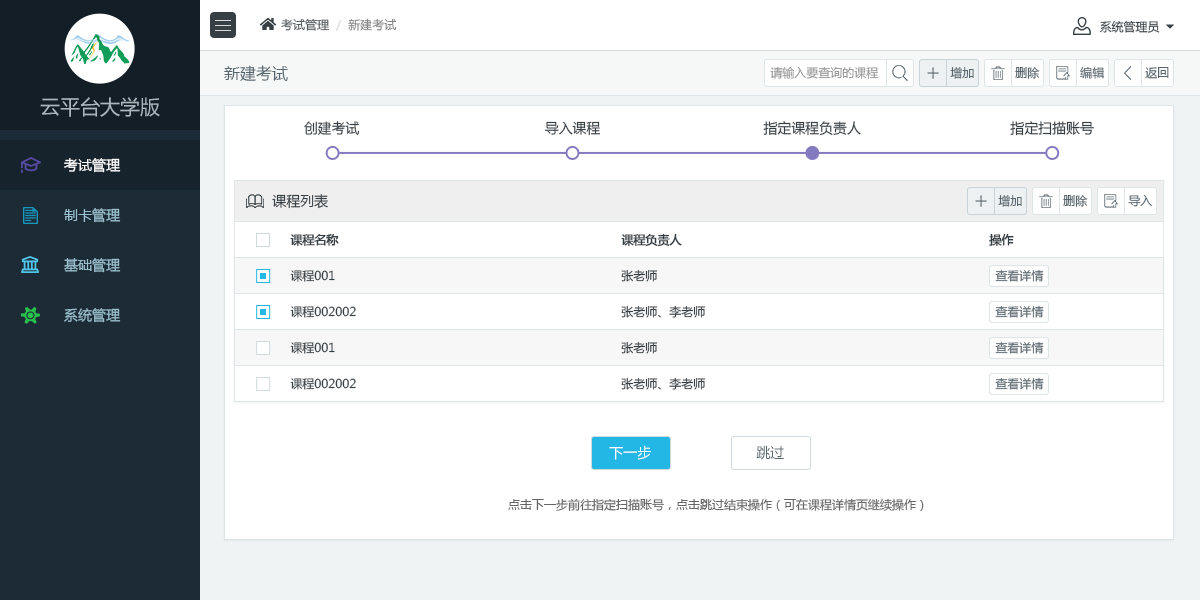 云平台大学版
考试管理
制卡管理
基础管理
系统管理
考试管理 / 新建考试
系统管理员
新建考试
请输入要查询的课程
增加
删除
编辑
返回
创建考试
导入课程
指定课程负责人
指定扫描账号
课程列表
增加
删除
导入
课程名称 课程负责人 操作
课程001 张老师 查看详情
课程002002 张老师、李老师 查看详情
课程001 张老师 查看详情
课程002002 张老师、李老师 查看详情
下一步
跳过
点击下一步前往指定扫描账号，点击跳过结束操作（可在课程详情页继续操作）